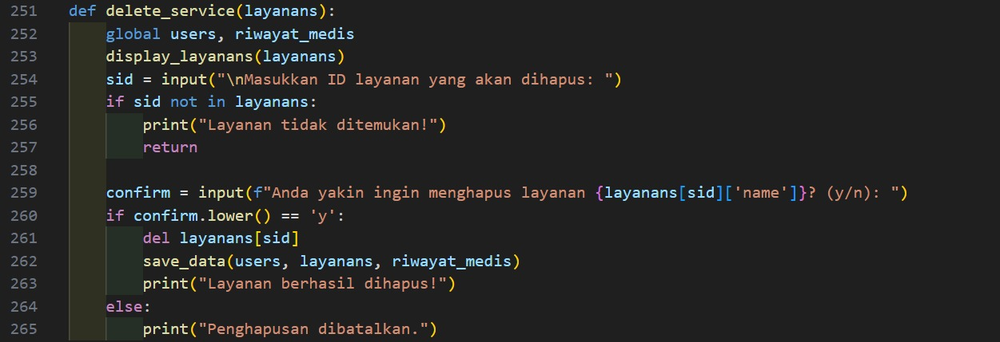 251 def delete_service(layanans):
252     global users, riwayat_medis
253     display_layanans(layanans)
254     sid = input("\nMasukkan ID layanan yang akan dihapus: ")
255     if sid not in layanans:
256         print("Layanan tidak ditemukan!")
257         return
258
259     confirm = input(f"Anda yakin ingin menghapus layanan {layanans[sid]['name']}? (y/n): ")
260     if confirm.lower() == 'y':
261         del layanans[sid]
262         save_data(users, layanans, riwayat_medis)
263         print("Layanan berhasil dihapus!")
264     else:
265         print("Penghapusan dibatalkan.")